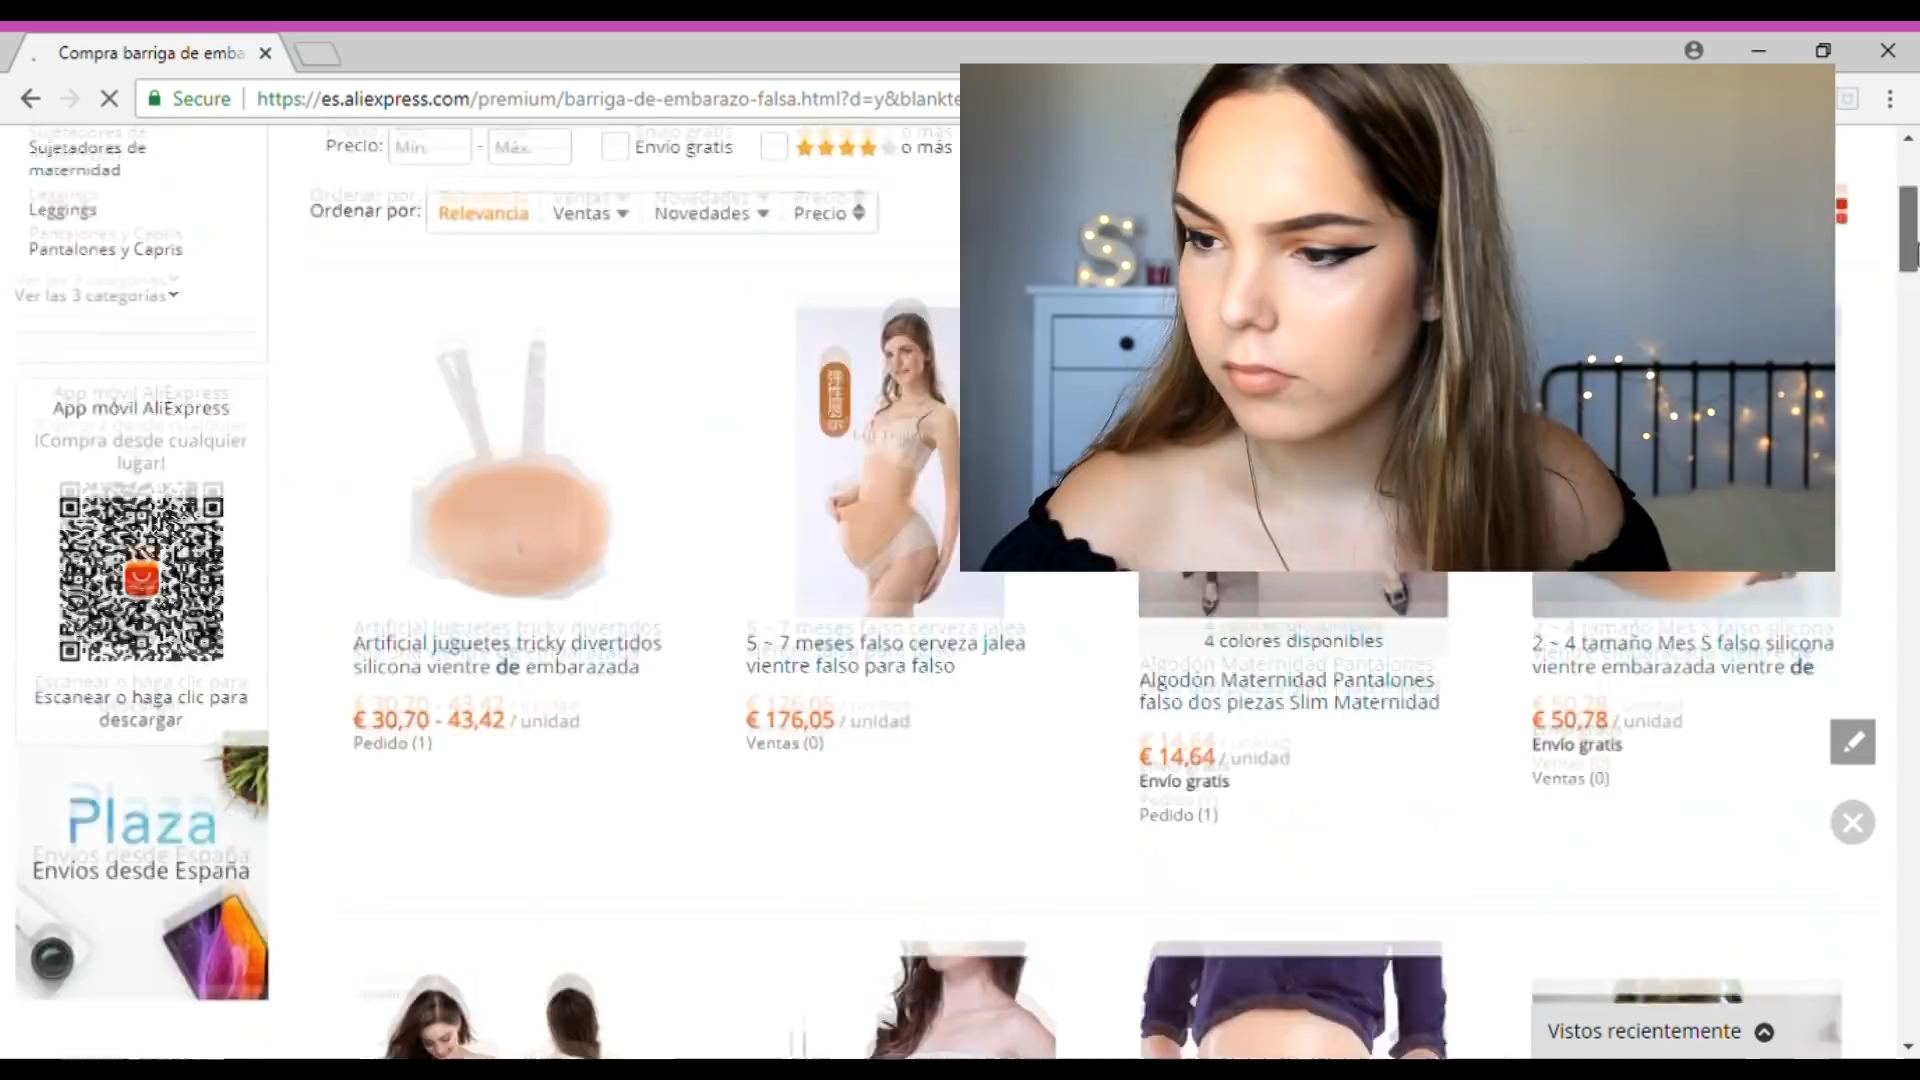 Compra barriga de emba
Secure
https://es.aliexpress.com/premium/barriga-de-embarazo-falsa.html?d=y&blankte
Sujetadores de
maternidad
Leggings
Pantalones y Capris
Ver las 3 categorías
Precio: Mín. - Máx.
Envío gratis
o más
Ordenar por: Relevancia Ventas Novedades Precio
App móvil AliExpress
¡Compra desde cualquier
lugar!
Escanear o haga clic para
descargar
Plaza
Envíos desde España
S
Artificial juguetes tricky divertidos
silicona vientre de embarazada
€ 30,70 - 43,42 / unidad
Pedido (1)
5 ~ 7 meses falso cerveza jalea
vientre falso para falso
€ 176,05 / unidad
Ventas (0)
4 colores disponibles
Algodón Maternidad Pantalones
falso dos piezas Slim Maternidad
€ 14,64 / unidad
Envío gratis
Pedido (1)
2 ~ 4 tamaño Mes S falso silicona
vientre embarazada vientre de
€ 50,78 / unidad
Envío gratis
Ventas (0)
Vistos recientemente